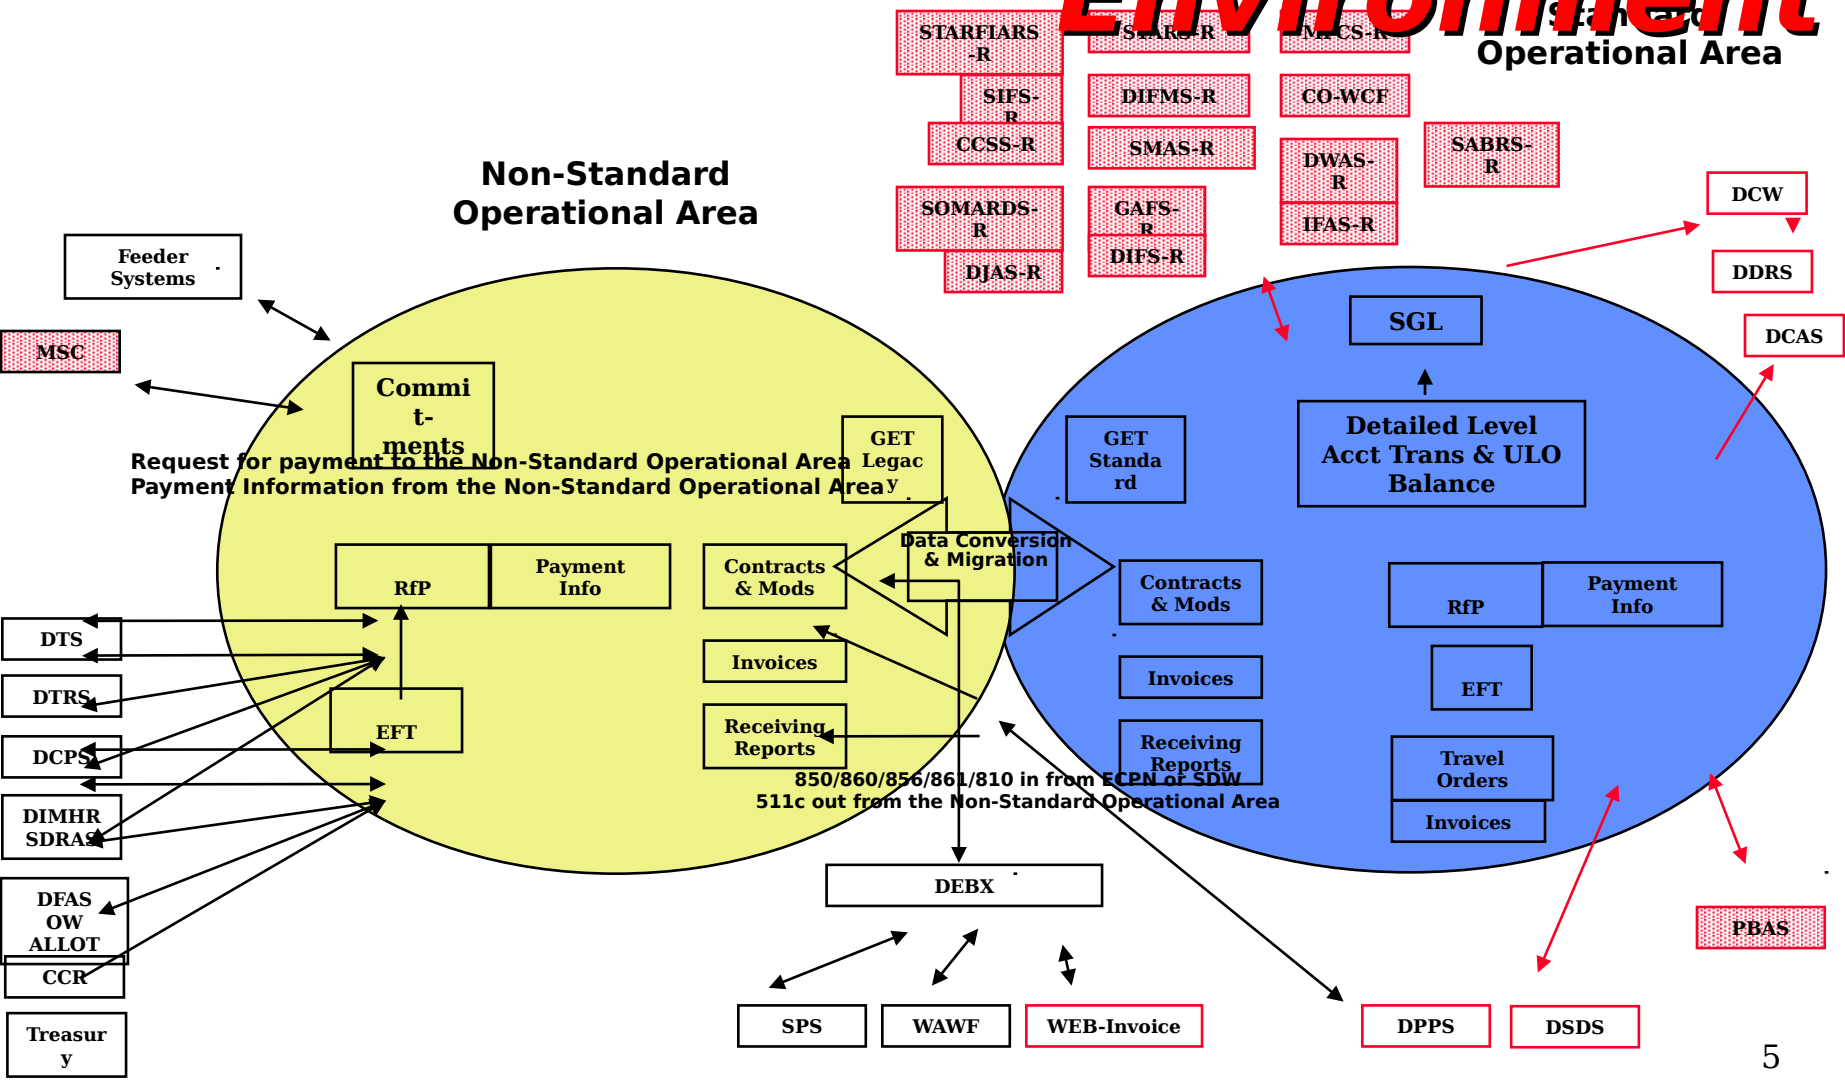 Environment
Standard
Operational Area
STARFIARS
-R
STARS-R
MFCS-R
SIFS-
R
DIFMS-R
CO-WCF
CCSS-R
SMAS-R
DWAS-
R
SABRS-
R
SOMARDS-
R
GAFS-
R
IFAS-R
DJAS-R
DIFS-R
DCW
DDRS
DCAS
Non-Standard
Operational Area
Feeder
Systems
MSC
Commi
t-
ments
Request for payment to the Non-Standard Operational Area
Payment Information from the Non-Standard Operational Area
GET
Legac
y
GET
Standa
rd
SGL
Detailed Level
Acct Trans & ULO
Balance
Data Conversion
& Migration
RfP
Payment
Info
Contracts
& Mods
Invoices
Receiving
Reports
EFT
Contracts
& Mods
Invoices
Receiving
Reports
RfP
Payment
Info
EFT
Travel
Orders
Invoices
850/860/856/861/810 in from ECPN or SDW
511c out from the Non-Standard Operational Area
DTS
DTRS
DCPS
DIMHR
SDRAS
DFAS
OW
ALLOT
CCR
Treasur
y
DEBX
SPS
WAWF
WEB-Invoice
DPPS
DSDS
PBAS
5